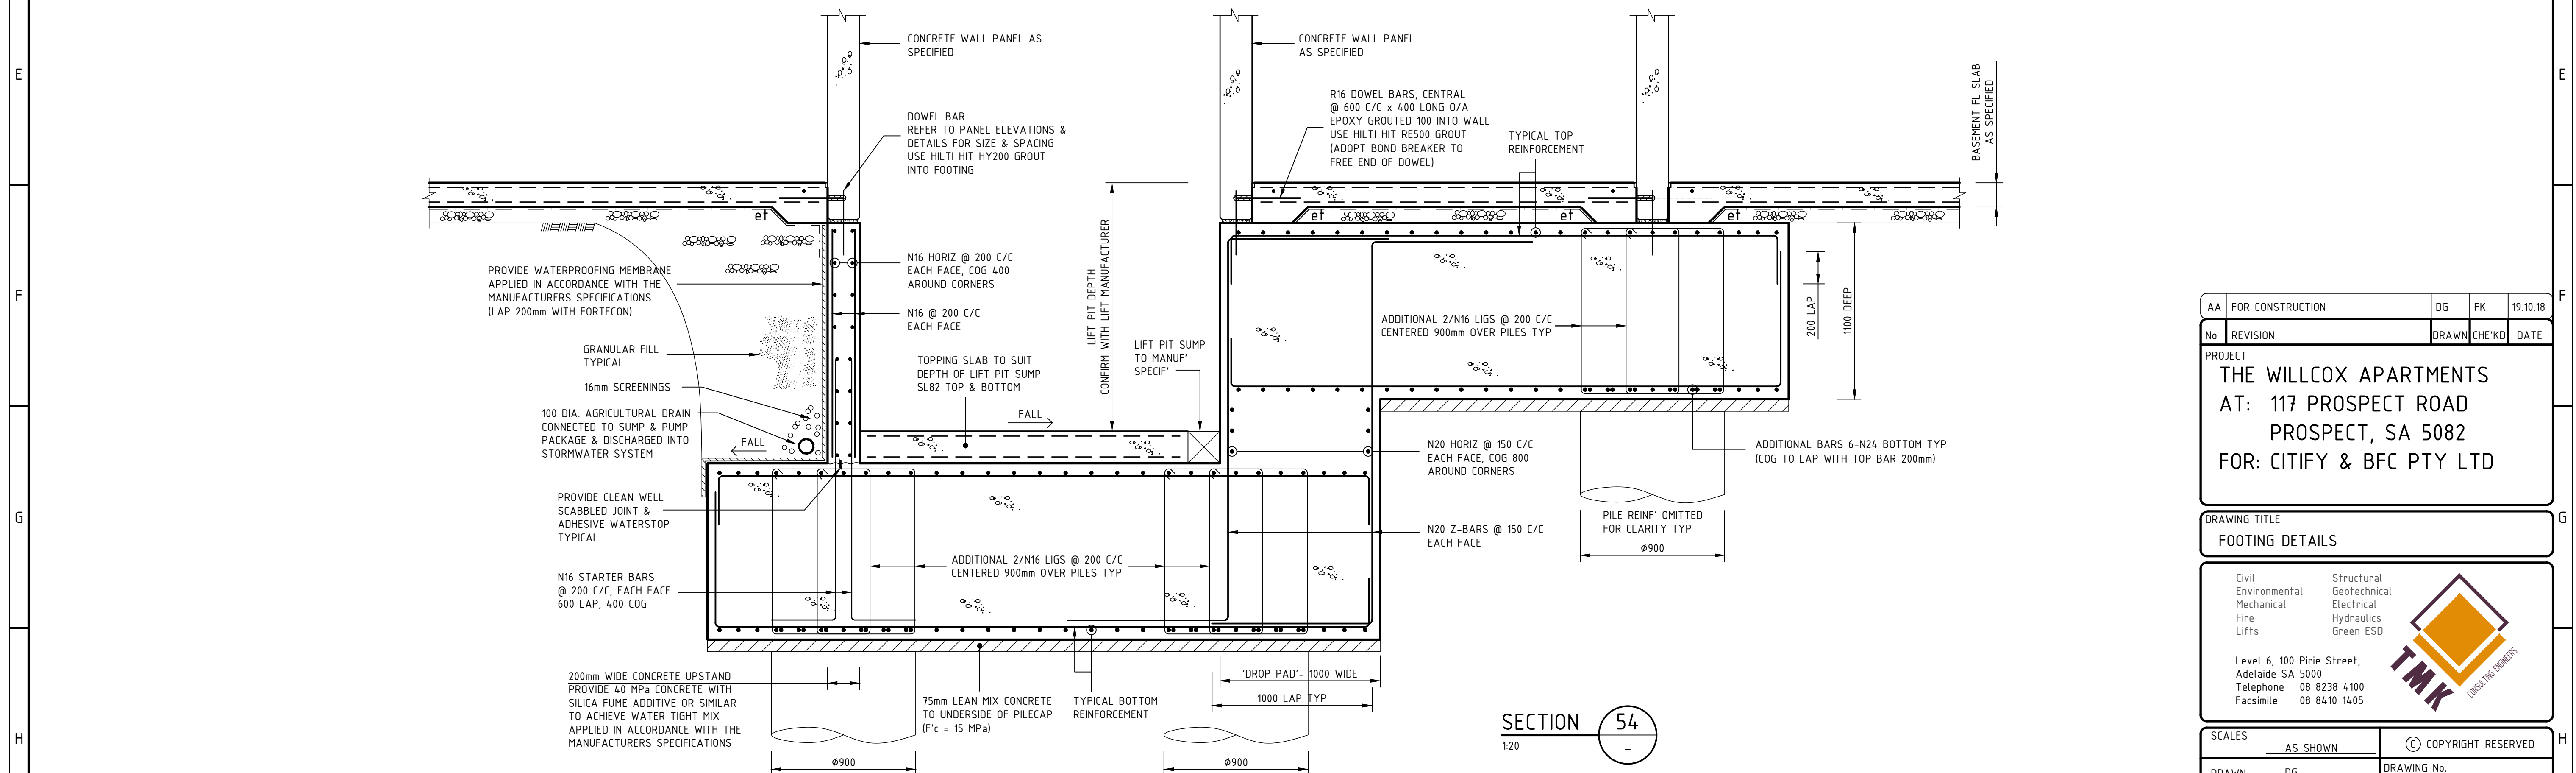 E
F
G
H
CONCRETE WALL PANEL AS
SPECIFIED
DOWEL BAR
REFER TO PANEL ELEVATIONS &
DETAILS FOR SIZE & SPACING
USE HILTI HIT HY200 GROUT
INTO FOOTING
CONCRETE WALL PANEL
AS SPECIFIED
R16 DOWEL BARS, CENTRAL
@ 600 C/C x 400 LONG O/A
EPOXY GROUTED 100 INTO WALL
USE HILTI HIT RE500 GROUT
(ADOPT BOND BREAKER TO
FREE END OF DOWEL)
TYPICAL TOP
REINFORCEMENT
BASEMENT FL SLAB
AS SPECIFIED
et
et
et
et
PROVIDE WATERPROOFING MEMBRANE
APPLIED IN ACCORDANCE WITH THE
MANUFACTURERS SPECIFICATIONS
(LAP 200mm WITH FORTECON)
GRANULAR FILL
TYPICAL
16mm SCREENINGS
100 DIA. AGRICULTURAL DRAIN
CONNECTED TO SUMP & PUMP
PACKAGE & DISCHARGED INTO
STORMWATER SYSTEM
FALL
PROVIDE CLEAN WELL
SCABBLED JOINT &
ADHESIVE WATERSTOP
TYPICAL
N16 STARTER BARS
@ 200 C/C, EACH FACE
600 LAP, 400 COG
200mm WIDE CONCRETE UPSTAND
PROVIDE 40 MPa CONCRETE WITH
SILICA FUME ADDITIVE OR SIMILAR
TO ACHIEVE WATER TIGHT MIX
APPLIED IN ACCORDANCE WITH THE
MANUFACTURERS SPECIFICATIONS
N16 HORIZ @ 200 C/C
EACH FACE, COG 400
AROUND CORNERS
N16 @ 200 C/C
EACH FACE
TOPPING SLAB TO SUIT
DEPTH OF LIFT PIT SUMP
SL82 TOP & BOTTOM
FALL
LIFT PIT DEPTH
CONFIRM WITH LIFT MANUFACTURER
LIFT PIT SUMP
TO MANUF'
SPECIF'
ADDITIONAL 2/N16 LIGS @ 200 C/C
CENTERED 900mm OVER PILES TYP
200 LAP
1100 DEEP
N20 HORIZ @ 150 C/C
EACH FACE, COG 800
AROUND CORNERS
ADDITIONAL BARS 6-N24 BOTTOM TYP
(COG TO LAP WITH TOP BAR 200mm)
N20 Z-BARS @ 150 C/C
EACH FACE
PILE REINF' OMITTED
FOR CLARITY TYP
Ø900
ADDITIONAL 2/N16 LIGS @ 200 C/C
CENTERED 900mm OVER PILES TYP
75mm LEAN MIX CONCRETE
TO UNDERSIDE OF PILECAP
(F'c = 15 MPa)
TYPICAL BOTTOM
REINFORCEMENT
'DROP PAD'- 1000 WIDE
1000 LAP TYP
Ø900
Ø900
SECTION 54
1:20 -
E
F
G
H
AA FOR CONSTRUCTION DG FK 19.10.18
No REVISION DRAWN CHE'KD DATE
PROJECT
THE WILLCOX APARTMENTS
AT: 117 PROSPECT ROAD
PROSPECT, SA 5082
FOR: CITIFY & BFC PTY LTD
DRAWING TITLE
FOOTING DETAILS
Civil Structural
Environmental Geotechnical
Mechanical Electrical
Fire Hydraulics
Lifts Green ESD
Level 6, 100 Pirie Street,
Adelaide SA 5000
Telephone 08 8238 4100
Facsimile 08 8410 1405
TMK
CONSULTING ENGINEERS
SCALES
AS SHOWN
© COPYRIGHT RESERVED
DRAWN DG
DRAWING No.